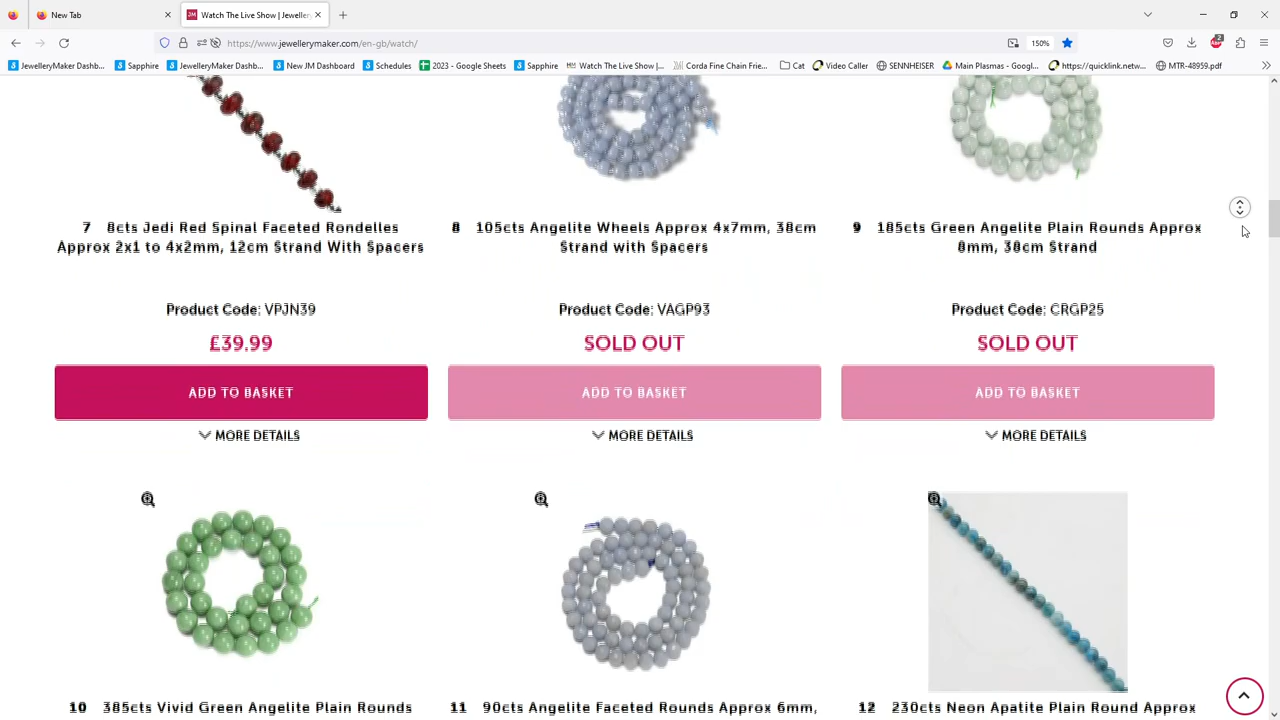 New Tab
Watch The Live Show | Jeweller
https://www.jewellerymaker.com/en-gb/watch/
150%
2
JewelleryMaker Dashb...
Sapphire
JewelleryMaker Dashb...
New JM Dashboard
Schedules
2023 - Google Sheets
Sapphire
Watch The Live Show |...
Corda Fine Chain Frie...
Cat
Video Caller
SENNHEISER
Main Plasmas - Googl...
https://quicklink.netw...
MTR-48959.pdf
7 8cts Jedi Red Spinal Faceted Rondelles
Approx 2x1 to 4x2mm, 12cm Strand With Spacers
Product Code: VPJN39
£39.99
ADD TO BASKET
MORE DETAILS
8 105cts Angelite Wheels Approx 4x7mm, 38cm
Strand with Spacers
Product Code: VAGP93
SOLD OUT
ADD TO BASKET
MORE DETAILS
9 185cts Green Angelite Plain Rounds Approx
8mm, 38cm Strand
Product Code: CRGP25
SOLD OUT
ADD TO BASKET
MORE DETAILS
10 385cts Vivid Green Angelite Plain Rounds
11 90cts Angelite Faceted Rounds Approx 6mm,
12 230cts Neon Apatite Plain Round Approx